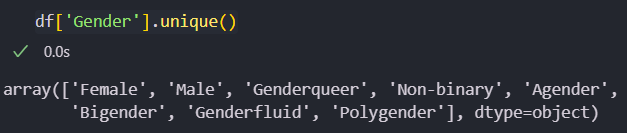 df['Gender'].unique()
✓ 0.0s
array(['Female', 'Male', 'Genderqueer', 'Non-binary', 'Agender',
'Bigender', 'Genderfluid', 'Polygender'], dtype=object)